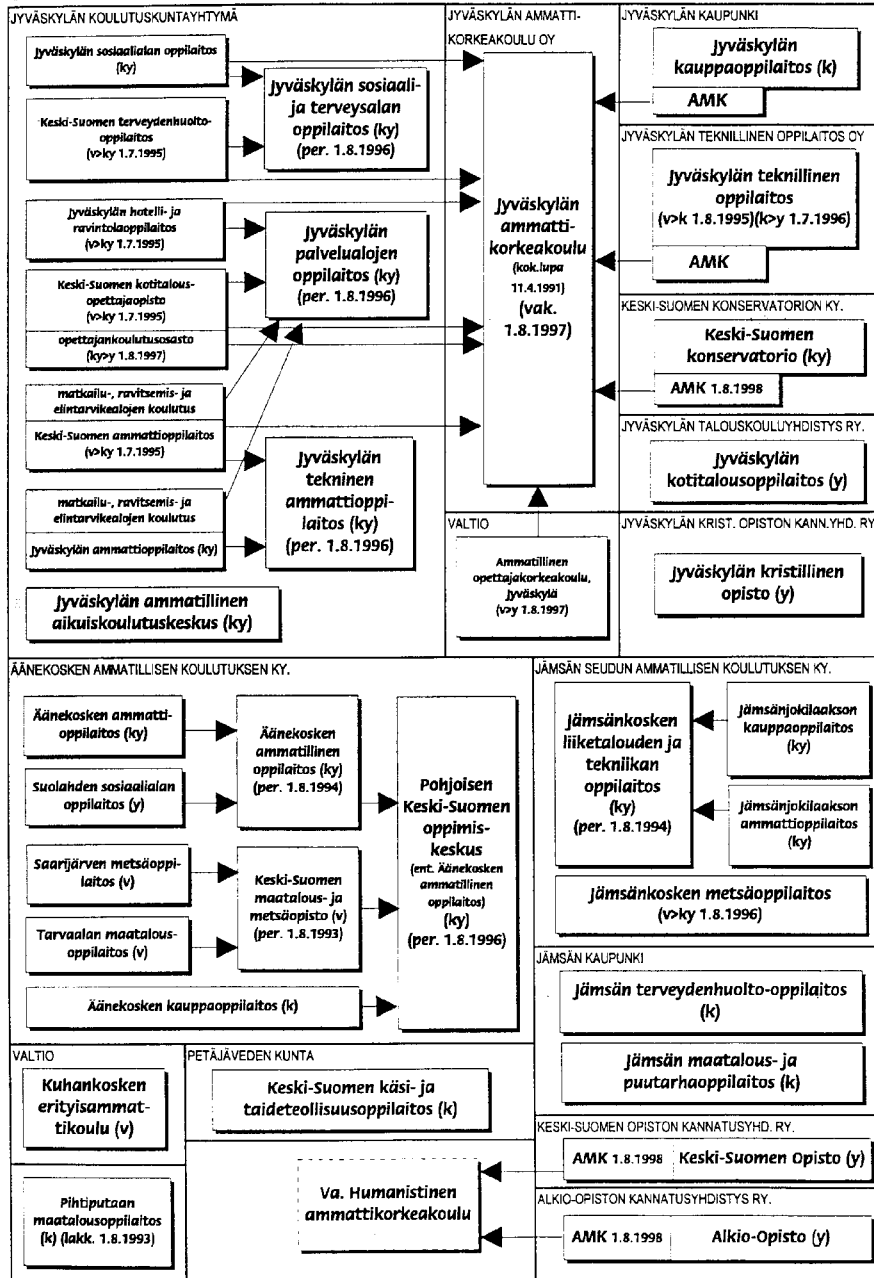 JYVÄSKYLÄN KOULUTUSKUNTAYHTYMÄ
Jyväskylän sosiaalialan oppilaitos
(ky)
Jyväskylän sosiaali-
ja terveysalan
oppilaitos (ky)
(per. 1.8.1996)
Keski-Suomen terveydenhuolto-
oppilaitos
(v>ky 1.7.1995)
Jyväskylän hotelli- ja
ravintolaoppilaitos
(v>ky 1.7.1995)
Jyväskylän
palvelualojen
oppilaitos (ky)
(per. 1.8.1996)
Keski-Suomen kotitalous-
opettajaopisto
(v>ky 1.7.1995)
opettajankoulutusosasto
(ky>y 1.8.1997)
matkailu-, ravitsemis- ja
elintarvikealojen koulutus
Keski-Suomen ammattioppilaitos
(v>ky 1.7.1995)
Jyväskylän
tekninen
ammattioppi-
laitos (ky)
(per. 1.8.1996)
matkailu-, ravitsemis- ja
elintarvikealojen koulutus
Jyväskylän ammattioppilaitos (ky)
Jyväskylän ammatillinen
aikuiskoulutuskeskus (ky)
JYVÄSKYLÄN AMMATTI-
KORKEAKOULU OY
Jyväskylän
ammatti-
korkeakoulu
(kok.lupa
11.4.1991)
(vak.
1.8.1997)
VALTIO
Ammatillinen
opettajakorkeakoulu,
Jyväskylä
(v>y 1.8.1997)
JYVÄSKYLÄN KAUPUNKI
Jyväskylän
kauppaoppilaitos (k)
AMK
JYVÄSKYLÄN TEKNILLINEN OPPILAITOS OY
Jyväskylän teknillinen
oppilaitos
(v>k 1.8.1995)(k>y 1.7.1996)
AMK
KESKI-SUOMEN KONSERVATORION KY.
Keski-Suomen
konservatorio (ky)
AMK 1.8.1998
JYVÄSKYLÄN TALOUSKOULUYHDISTYS RY.
Jyväskylän
kotitalousoppilaitos (y)
JYVÄSKYLÄN KRIST. OPISTON KANN.YHD. RY
Jyväskylän kristillinen
opisto (y)
ÄÄNEKOSKEN AMMATILLISEN KOULUTUKSEN KY.
Äänekosken ammatti-
oppilaitos (ky)
Suolahden sosiaalialan
oppilaitos (y)
Äänekosken
ammatillinen
oppilaitos (ky)
(per. 1.8.1994)
Saarijärven metsäoppi-
laitos (v)
Tarvaalan maatalous-
oppilaitos (v)
Keski-Suomen
maatalous- ja
metsäopisto (v)
(per. 1.8.1993)
Äänekosken kauppaoppilaitos (k)
Pohjoisen
Keski-Suomen
oppimis-
keskus
(ent. Äänekosken
ammatillinen
oppilaitos)
(ky)
(per. 1.8.1996)
JÄMSÄN SEUDUN AMMATILLISEN KOULUTUKSEN KY.
Jämsänkosken
liiketalouden ja
tekniikan
oppilaitos
(ky)
(per. 1.8.1994)
Jämsänjokilaakson
kauppaoppilaitos
(ky)
Jämsänjokilaakson
ammattioppilaitos
(ky)
Jämsänkosken metsäoppilaitos
(v>ky 1.8.1996)
JÄMSÄN KAUPUNKI
Jämsän terveydenhuolto-oppilaitos
(k)
Jämsän maatalous- ja
puutarhaoppilaitos (k)
VALTIO
Kuhankosken
erityisammat-
tikoulu (v)
PETÄJÄVEDEN KUNTA
Keski-Suomen käsi- ja
taideteollisuusoppilaitos (k)
Pihtiputaan
maatalousoppilaitos
(k) (lakk. 1.8.1993)
Va. Humanistinen
ammattikorkeakoulu
KESKI-SUOMEN OPISTON KANNATUSYHD. RY.
AMK 1.8.1998 Keski-Suomen Opisto (y)
ALKIO-OPISTON KANNATUSYHDISTYS RY.
AMK 1.8.1998 Alkio-Opisto (y)